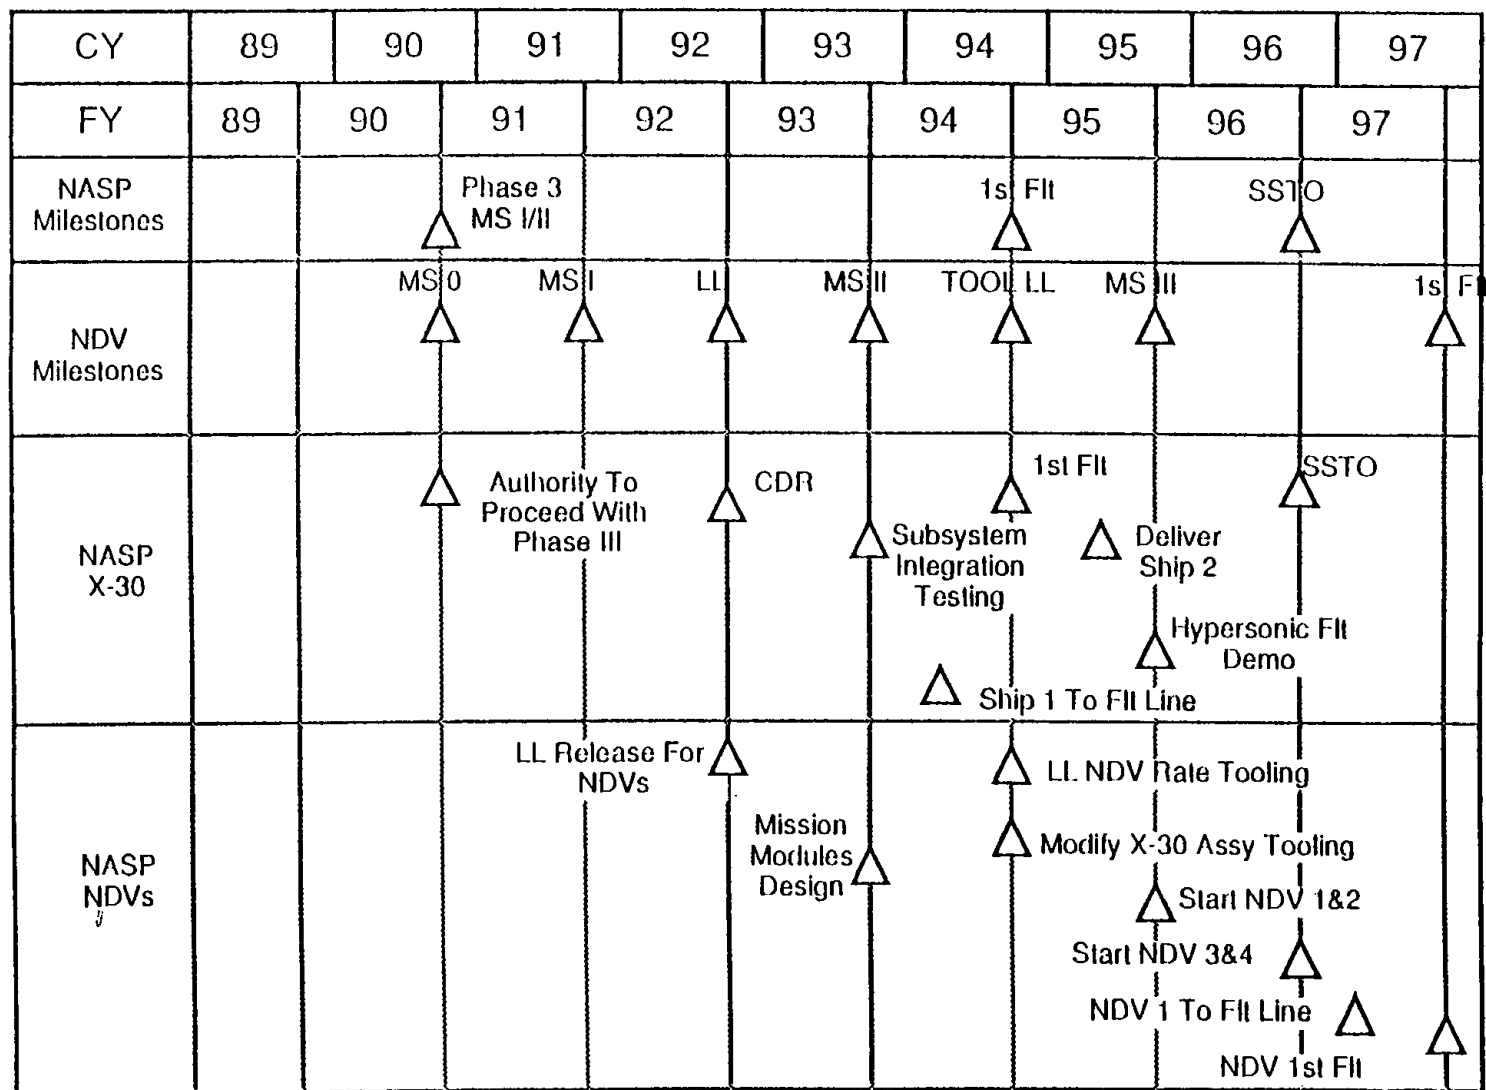 CY 89 90 91 92 93 94 95 96 97
FY 89 90 91 92 93 94 95 96 97
NASP
Milestones
Phase 3
MS I/II
1st Flt
SSTO
NDV
Milestones
MS 0
MS I
LL
MS II
TOOL LL
MS III
1st Fl
NASP
X-30
Authority To
Proceed With
Phase III
CDR
Subsystem
Integration
Testing
1st Flt
Deliver
Ship 2
SSTO
Hypersonic Flt
Demo
Ship 1 To Flt Line
NASP
NDVs
LL Release For
NDVs
Mission
Modules
Design
LL NDV Rate Tooling
Modify X-30 Assy Tooling
Start NDV 1&2
Start NDV 3&4
NDV 1 To Flt Line
NDV 1st Flt